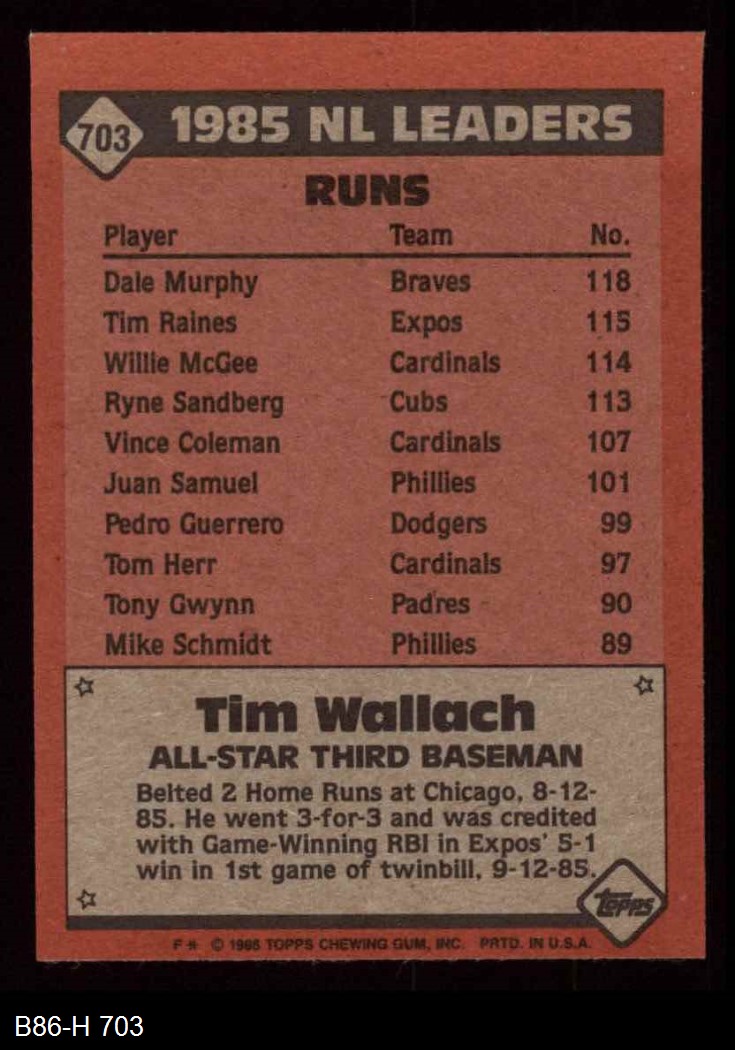 703 1985 NL LEADERS
RUNS
Player Team No.
Dale Murphy Braves 118
Tim Raines Expos 115
Willie McGee Cardinals 114
Ryne Sandberg Cubs 113
Vince Coleman Cardinals 107
Juan Samuel Phillies 101
Pedro Guerrero Dodgers 99
Tom Herr Cardinals 97
Tony Gwynn Padres 90
Mike Schmidt Phillies 89
Tim Wallach
ALL-STAR THIRD BASEMAN
Belted 2 Home Runs at Chicago, 8-12-
85. He went 3-for-3 and was credited
with Game-Winning RBI in Expos' 5-1
win in 1st game of twinbill, 9-12-85.
Topps
F * © 1986 TOPPS CHEWING GUM, INC. PRTD. IN U.S.A.
B86-H 703